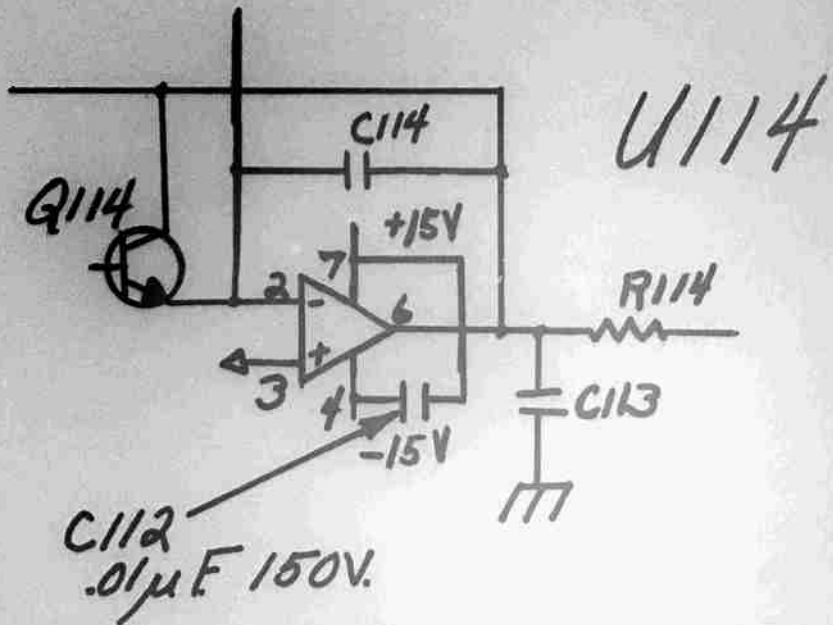 C114
U114
Q114
+15V
7
2
-
6
R114
+
3
4
C113
-15V
C112
.01µF 150V.